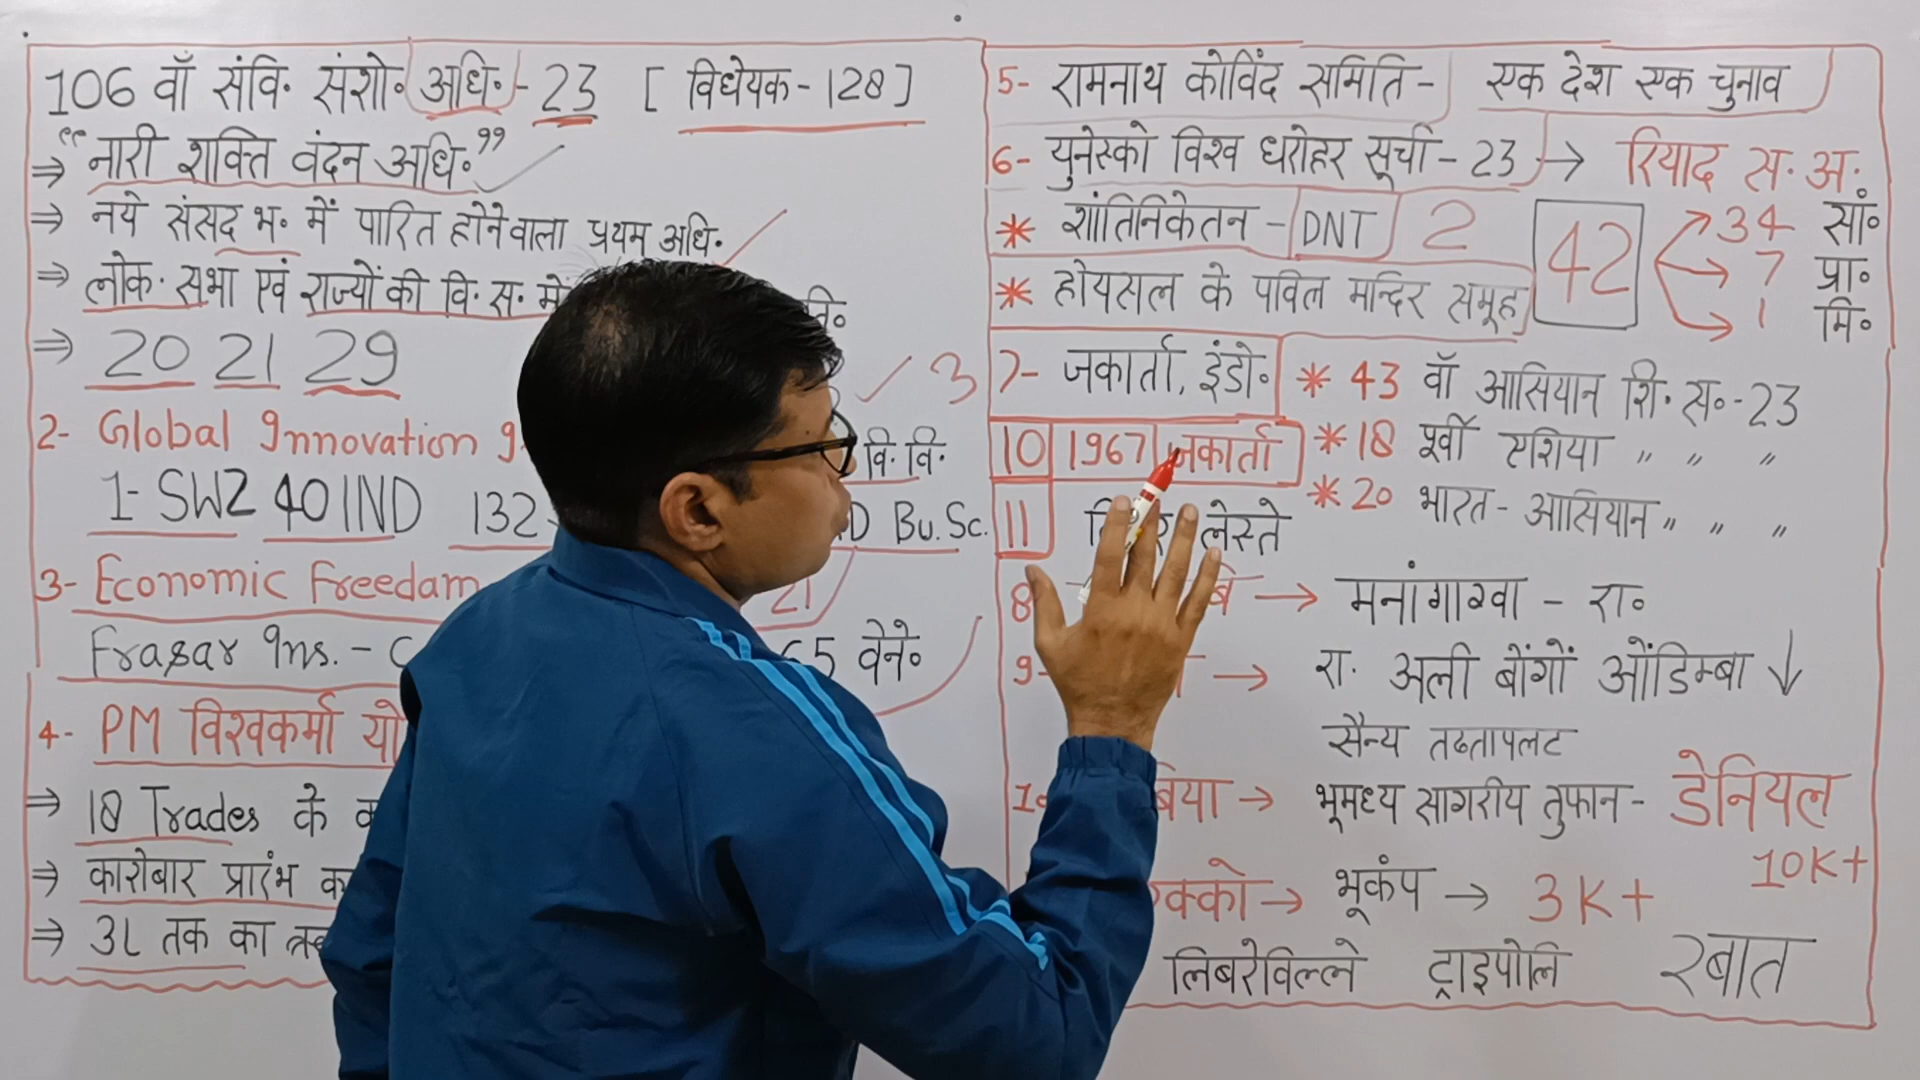 106 वाँ संवि॰ संशो॰ अधि॰-23 [विधेयक-128]
"नारी शक्ति वंदन अधि॰"
⇒ नये संसद भ॰ में पारित होनेवाला प्रथम अधि॰
⇒ लोक॰ सभा एवं राज्यों की वि॰ स॰ में
⇒ 20 21 29
3
2- Global Innovation
वि॰ वि॰
1- SWZ 40 IND 132
D Bu.Sc.
3- Economic Freedam
21
Frasar Ins.-
65 वेने॰
4- PM विश्वकर्मा यो
⇒ 18 Trades के
⇒ कारोबार प्रारंभ
⇒ 3L तक का
5- रामनाथ कोविंद समिति- एक देश एक चुनाव
6- युनेस्को विश्व धरोहर सूची-23 → रियाद स॰ अ॰
* शांतिनिकेतन - DNT 2
42 → 34 सां॰
→ 7 प्रा॰
→ 1 मि॰
* होयसल के पवित्र मन्दिर समूह
7- जकार्ता, इंडो॰ * 43 वाँ आसियान शि॰ स॰-23
10 1967 जकार्ता * 18 पूर्वी एशिया " " "
11 लेस्ते * 20 भारत-आसियान " " "
8 → मनांगाग्वा - रा॰
9- → रा॰ अली बोंगों ओंडिम्बा ↓
सैन्य तख्तापलट
बिया → भूमध्य सागरीय तुफान- डेनियल
10K+
क्को → भूकंप → 3K+
लिबरेविल्ले ट्राइपोलि रबात